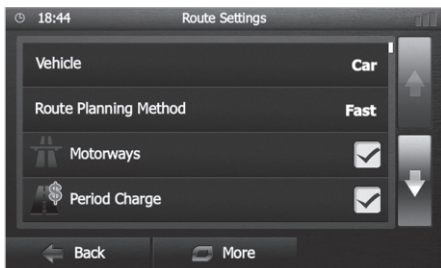 18:44 Route Settings
Vehicle Car
Route Planning Method Fast
Motorways
$ Period Charge
Back More